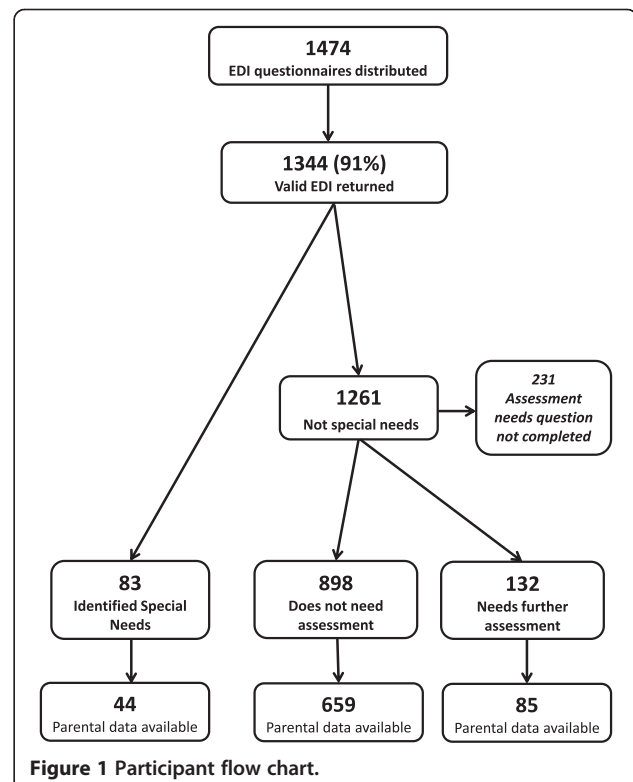 1474
EDI questionnaires distributed
1344 (91%)
Valid EDI returned
1261
Not special needs
231
Assessment
needs question
not completed
83
Identified Special
Needs
898
Does not need
assessment
132
Needs further
assessment
44
Parental data available
659
Parental data available
85
Parental data available
Figure 1 Participant flow chart.